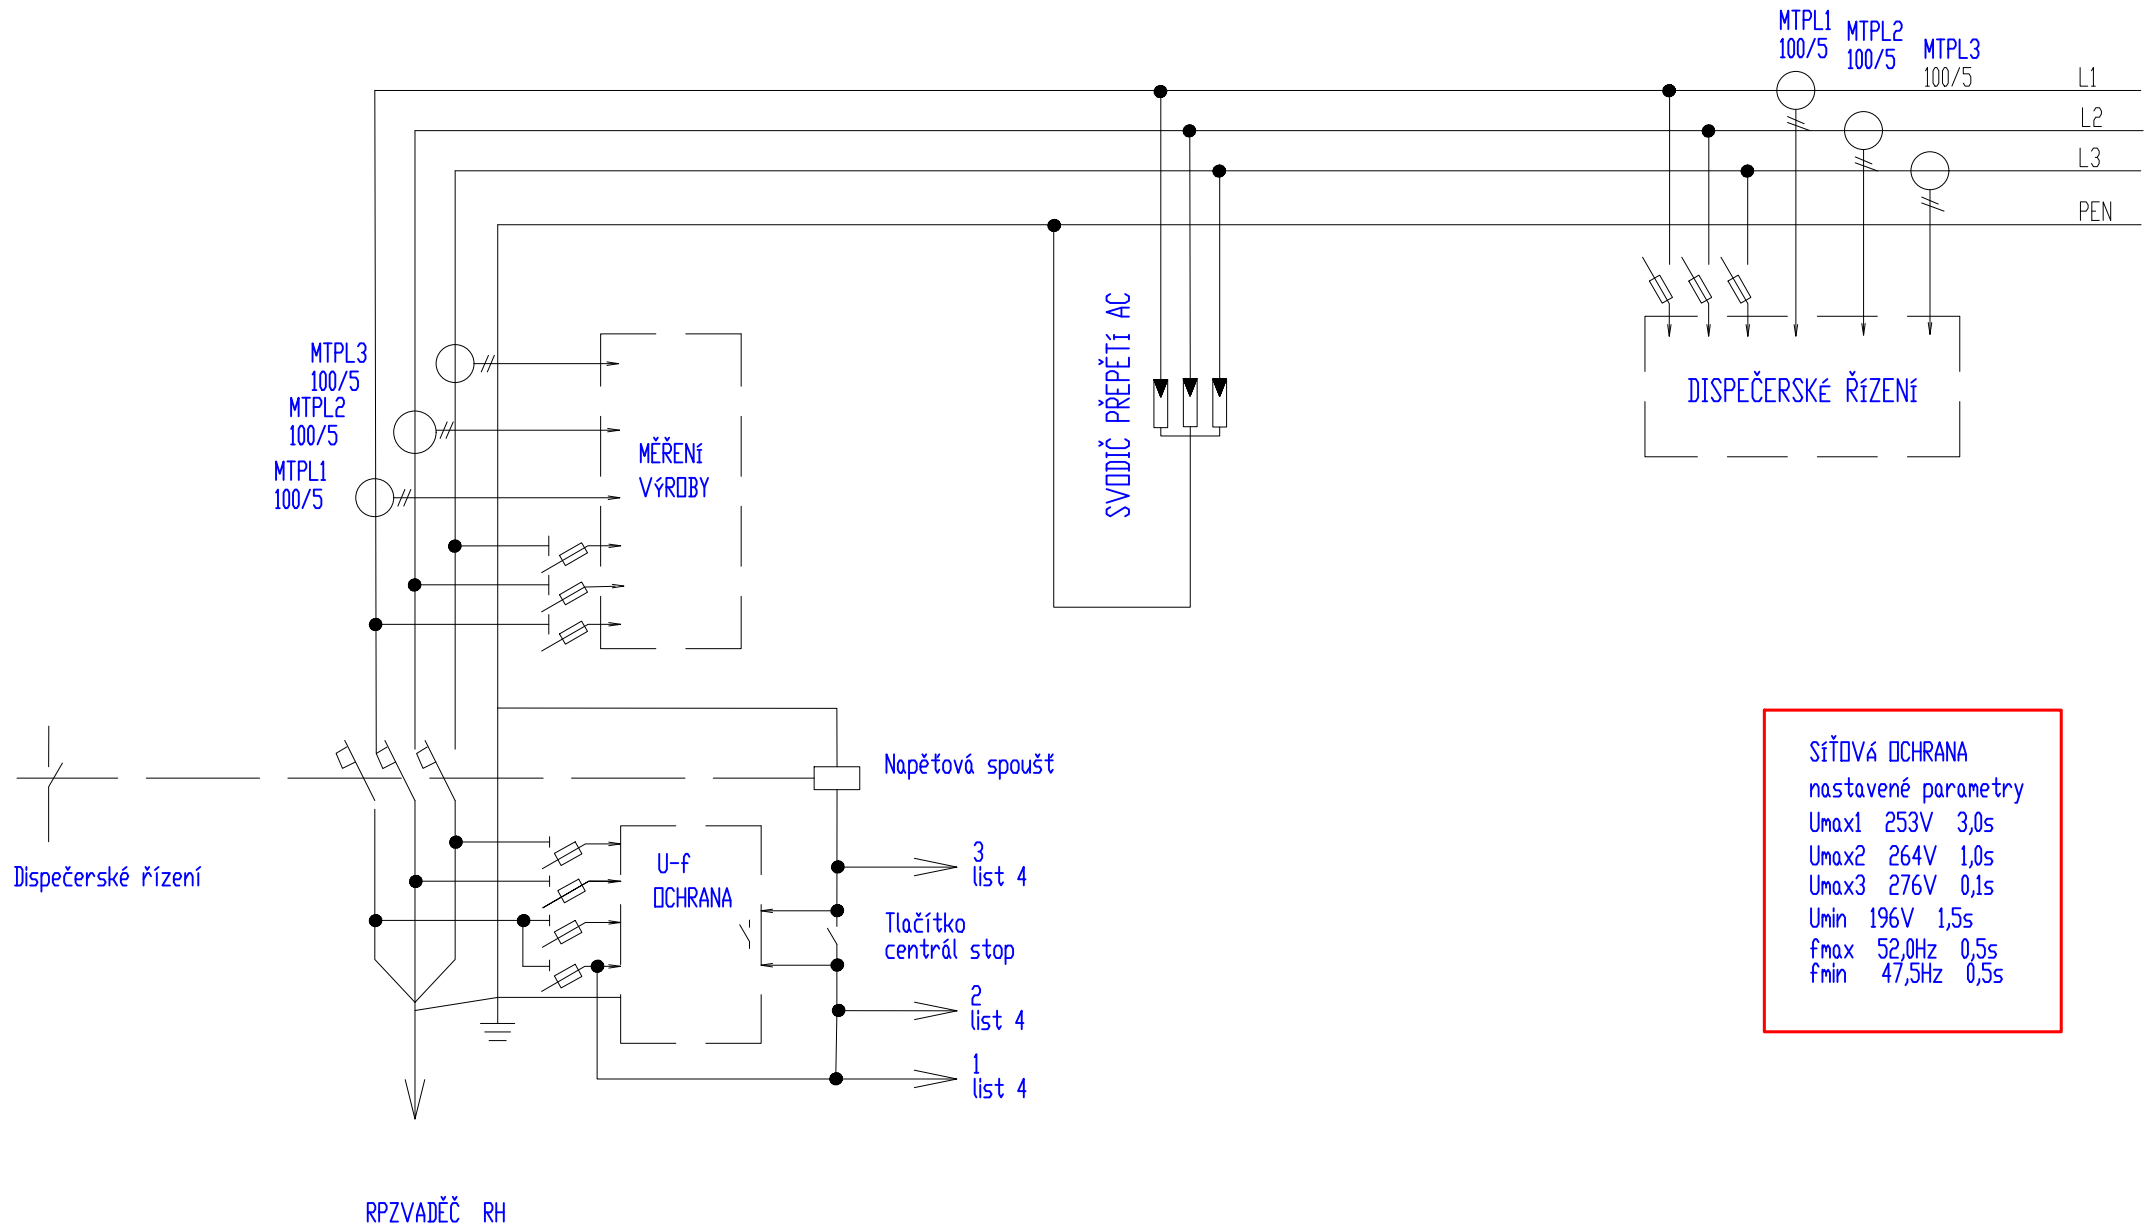 MTPL1
100/5
MTPL2
100/5
MTPL3
100/5
L1
L2
L3
PEN
SVODIČ PŘEPĚTÍ AC
DISPEČERSKÉ ŘÍZENÍ
MTPL3
100/5
MTPL2
100/5
MTPL1
100/5
MĚŘENÍ
VÝROBY
Napěťová spoušť
Dispečerské řízení
U-f
OCHRANA
3
list 4
Tlačítko
centrál stop
2
list 4
1
list 4
SÍŤOVÁ OCHRANA
nastavené parametry
Umax1 253V 3,0s
Umax2 264V 1,0s
Umax3 276V 0,1s
Umin 196V 1,5s
fmax 52,0Hz 0,5s
fmin 47,5Hz 0,5s
RPZVADĚČ RH